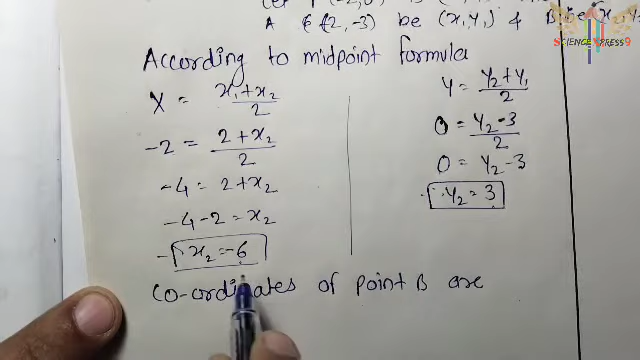 A (2, -3) be (x, y₁) &
According to midpoint formula
X = x₁+x₂/2
-2 = 2+x₂/2
-4 = 2+x₂
-4-2 = x₂
x₂ = -6
Y = y₂+y₁/2
0 = y₂-3/2
0 = y₂-3
y₂ = 3
Co-ordinates of point B are
SCIENCE XPRESS